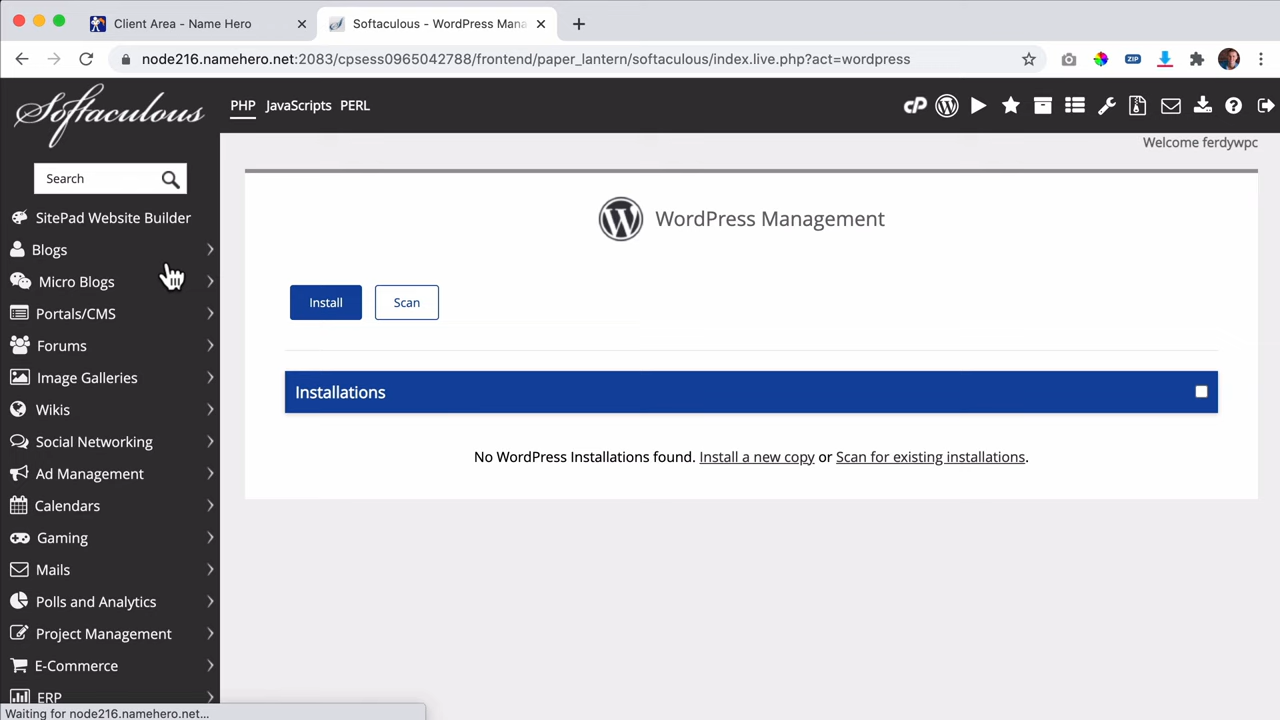 Client Area - Name Hero
Softaculous - WordPress Mana
node216.namehero.net:2083/cpsess0965042788/frontend/paper_lantern/softaculous/index.live.php?act=wordpress
ZIP
Softaculous
PHP JavaScripts PERL
cP
Welcome ferdywpc
Search
SitePad Website Builder
Blogs
Micro Blogs
Portals/CMS
Forums
Image Galleries
Wikis
Social Networking
Ad Management
Calendars
Gaming
Mails
Polls and Analytics
Project Management
E-Commerce
ERP
WordPress Management
Install Scan
Installations
No WordPress Installations found. Install a new copy or Scan for existing installations.
Waiting for node216.namehero.net...